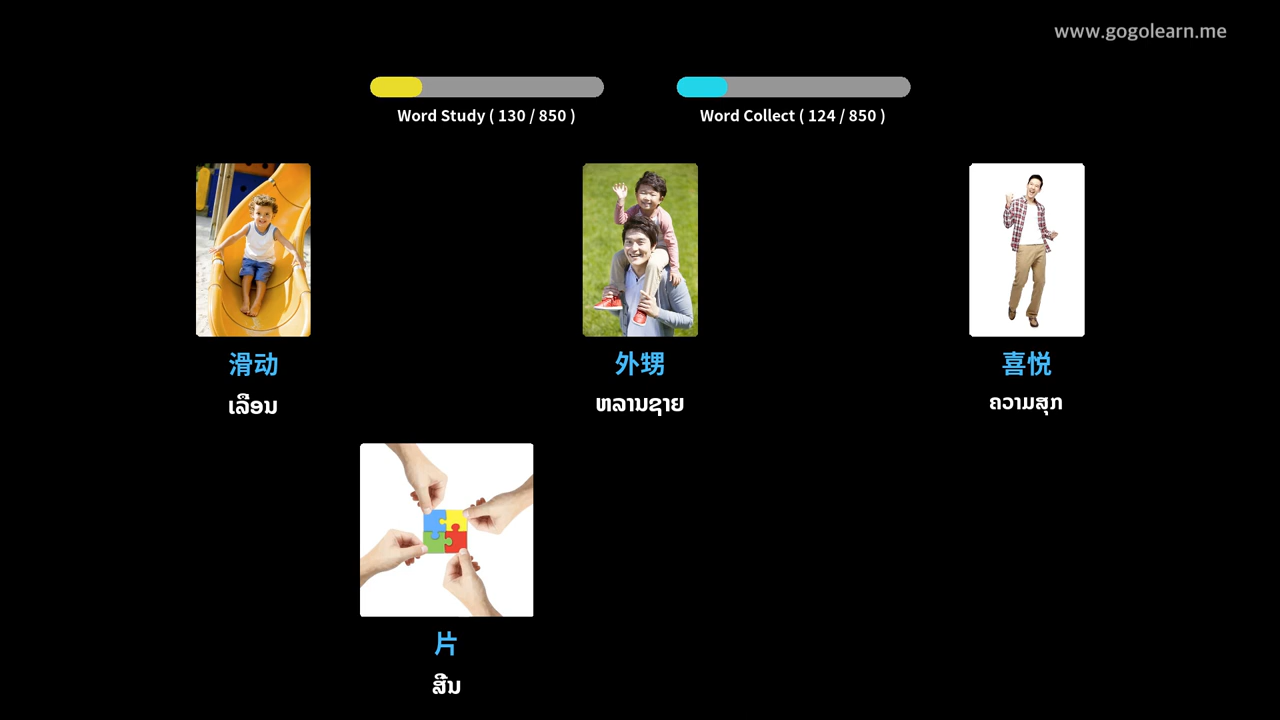 www.gogolearn.me
Word Study ( 130 / 850 )
Word Collect ( 124 / 850 )
滑动
ເລືອນ
外甥
ຫລານຊາຍ
喜悦
ຄວາມສຸກ
片
ສີນ